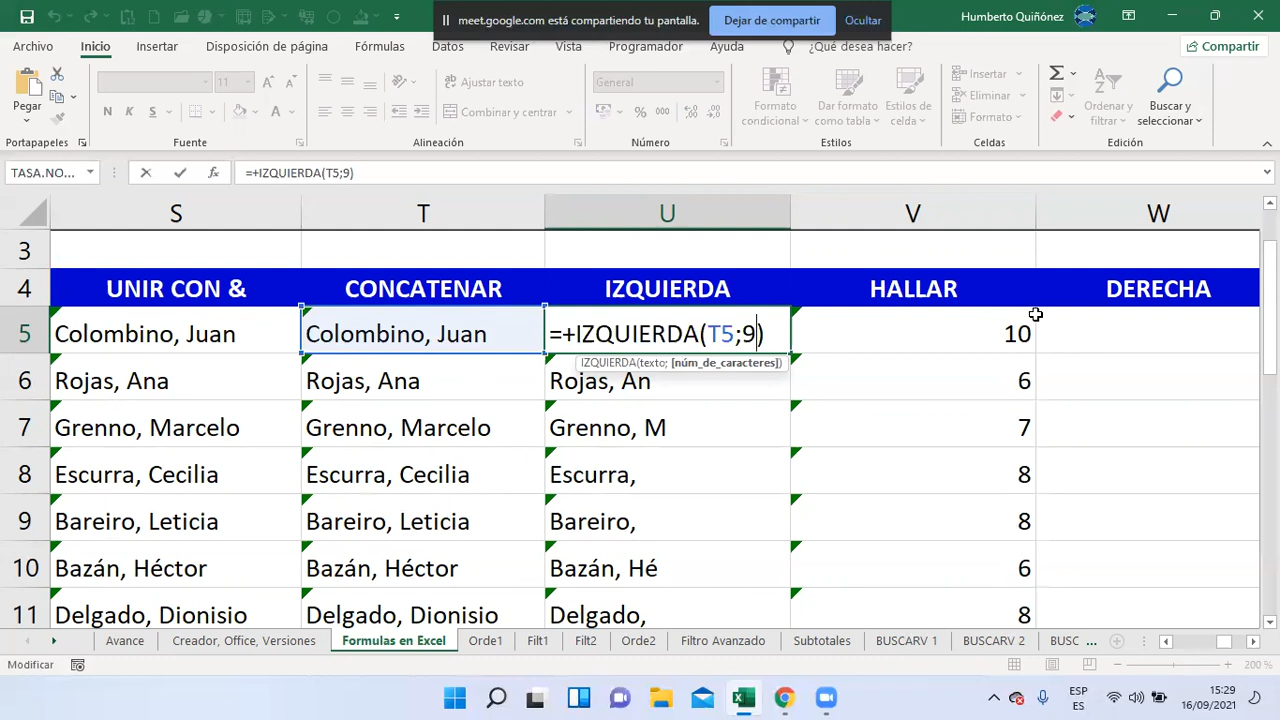 meet.google.com está compartiendo tu pantalla. Dejar de compartir Ocultar
Humberto Quiñónez
Archivo Inicio Insertar Disposición de página Fórmulas Datos Revisar Vista Programador Ayuda ¿Qué desea hacer? Compartir
Pegar
11
Ajustar texto
Combinar y centrar
General
% 000
Formato condicional
Dar formato como tabla
Estilos de celda
Insertar
Eliminar
Formato
Ordenar y filtrar
Buscar y seleccionar
Portapapeles Fuente Alineación Número Estilos Celdas Edición
TASA.NO... fx =+IZQUIERDA(T5;9)
S T U V W
3
4 UNIR CON & CONCATENAR IZQUIERDA HALLAR DERECHA
5 Colombino, Juan Colombino, Juan =+IZQUIERDA(T5;9) 10
IZQUIERDA(texto; [núm_de_caracteres])
6 Rojas, Ana Rojas, Ana Rojas, An 6
7 Grenno, Marcelo Grenno, Marcelo Grenno, M 7
8 Escurra, Cecilia Escurra, Cecilia Escurra, 8
9 Bareiro, Leticia Bareiro, Leticia Bareiro, 8
10 Bazán, Héctor Bazán, Héctor Bazán, Hé 6
11 Delgado, Dionisio Delgado, Dionisio Delgado, 8
Avance Creador, Office, Versiones Formulas en Excel Orde1 Filt1 Filt2 Orde2 Filtro Avanzado Subtotales BUSCARV 1 BUSCARV 2 BUSC ...
Modificar 200 %
ESP
ES
15:29
16/09/2021